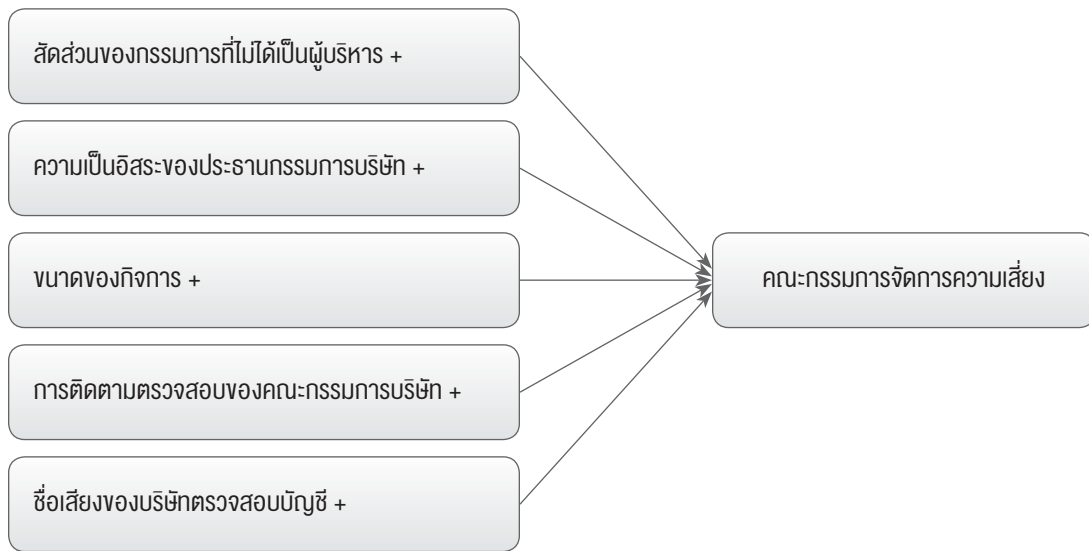 สัดส่วนของกรรมการที่ไม่ได้เป็นผู้บริหาร +
ความเป็นอิสระของประธานกรรมการบริษัท +
ขนาดของกิจการ +
คณะกรรมการจัดการความเสี่ยง
การติดตามตรวจสอบของคณะกรรมการบริษัท +
ชื่อเสียงของบริษัทตรวจสอบบัญชี +